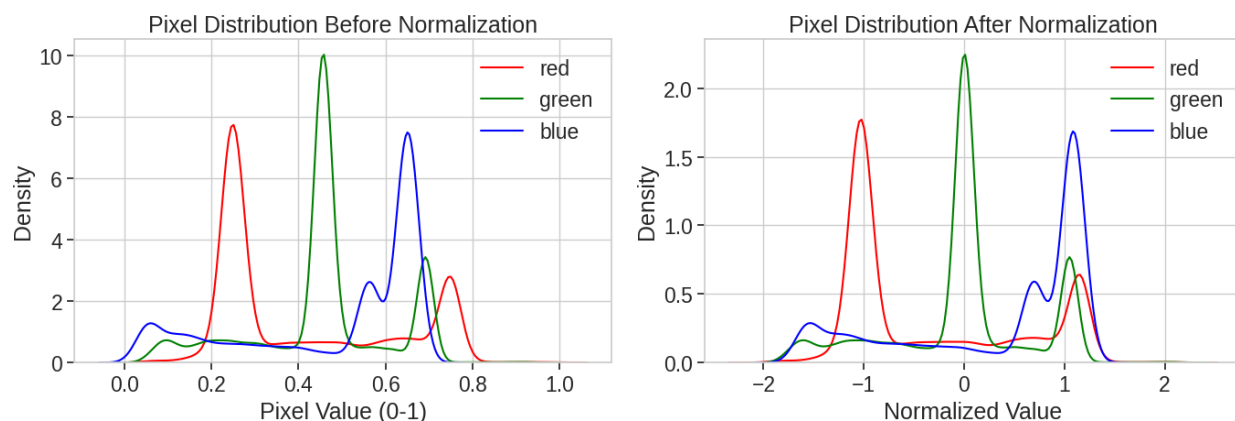 Pixel Distribution Before Normalization
Density
10
8
6
4
2
0
red
green
blue
0.0 0.2 0.4 0.6 0.8 1.0
Pixel Value (0-1)
Pixel Distribution After Normalization
Density
2.0
1.5
1.0
0.5
0.0
red
green
blue
−2 −1 0 1 2
Normalized Value